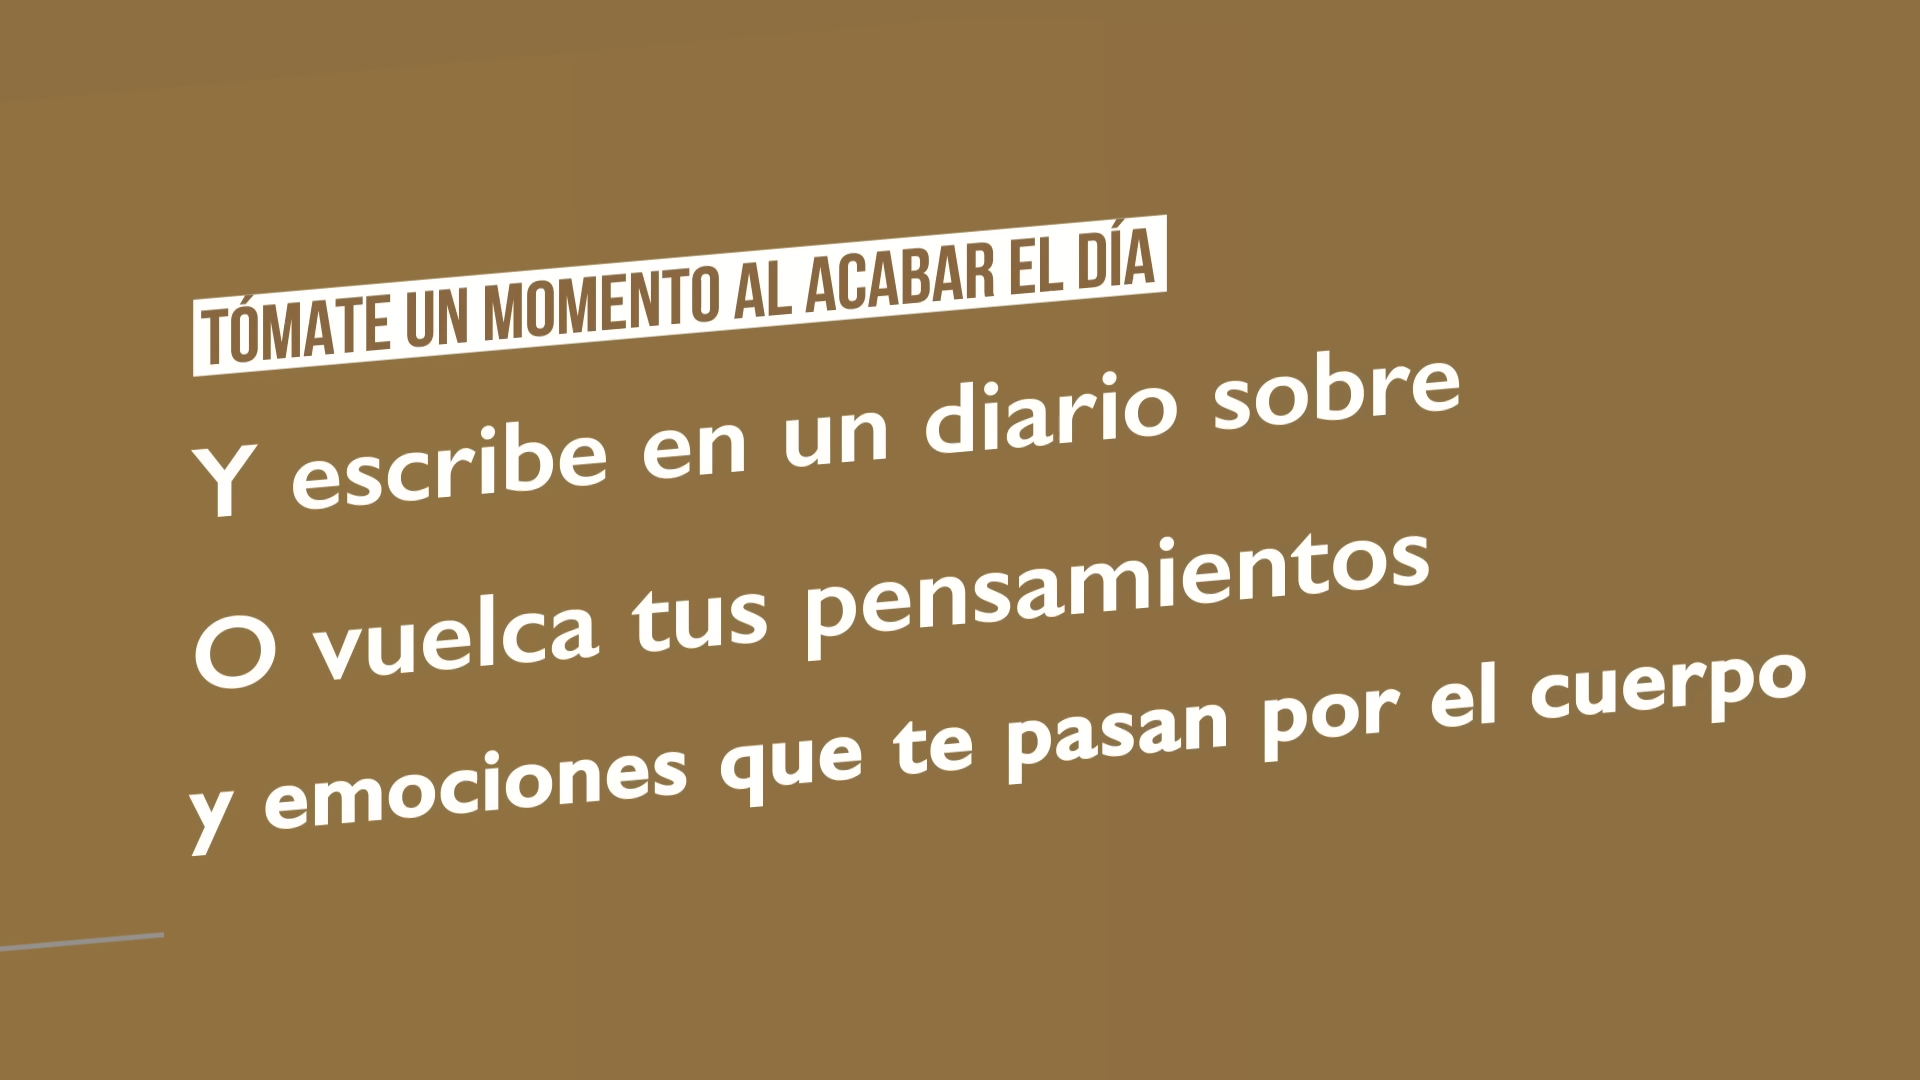 TÓMATE UN MOMENTO AL ACABAR EL DÍA
Y escribe en un diario sobre
O vuelca tus pensamientos
y emociones que te pasan por el cuerpo